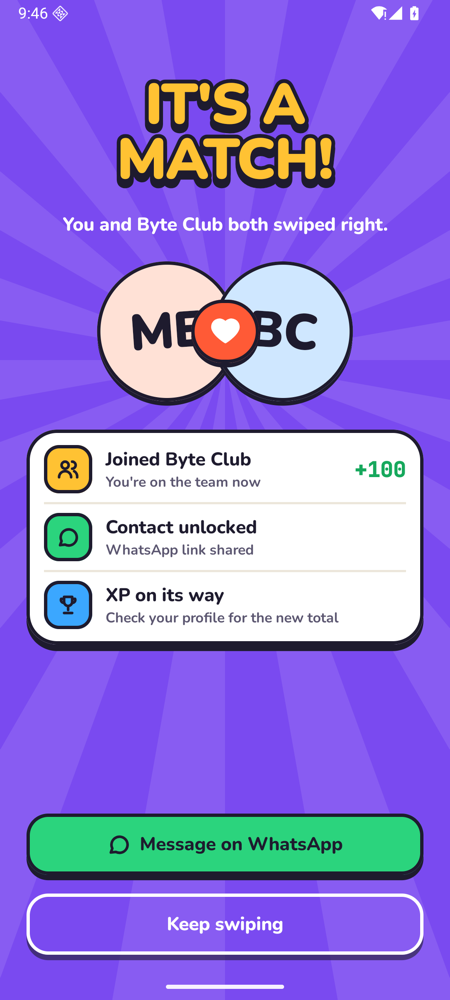 9:46
IT'S A
MATCH!
You and Byte Club both swiped right.
ME BC
Joined Byte Club
+100
You're on the team now
Contact unlocked
WhatsApp link shared
XP on its way
Check your profile for the new total
Message on WhatsApp
Keep swiping